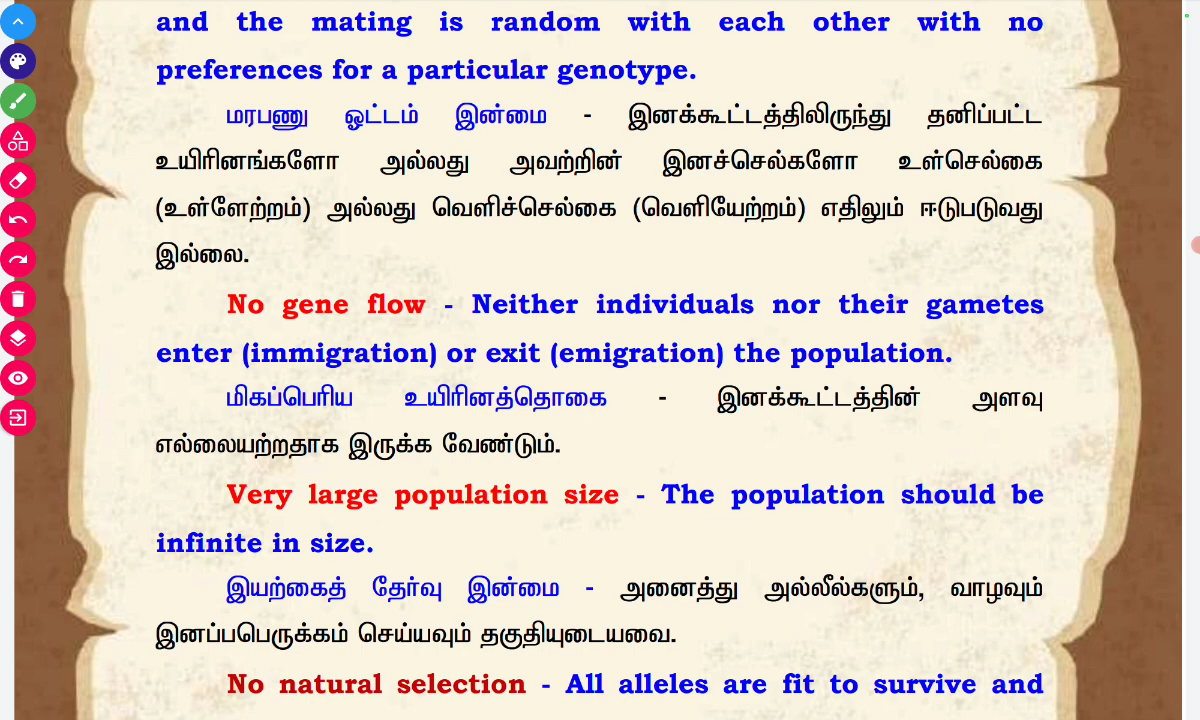 and the mating is random with each other with no
preferences for a particular genotype.
மரபணு ஓட்டம் இன்மை - இனக்கூட்டத்திலிருந்து தனிப்பட்ட
உயிரினங்களோ அல்லது அவற்றின் இனச்செல்களோ உள்செல்கை
(உள்ளேற்றம்) அல்லது வெளிச்செல்கை (வெளியேற்றம்) எதிலும் ஈடுபடுவது
இல்லை.
No gene flow - Neither individuals nor their gametes
enter (immigration) or exit (emigration) the population.
மிகப்பெரிய உயிரினத்தொகை - இனக்கூட்டத்தின் அளவு
எல்லையற்றதாக இருக்க வேண்டும்.
Very large population size - The population should be
infinite in size.
இயற்கைத் தேர்வு இன்மை - அனைத்து அல்லீல்களும், வாழவும்
இனப்பபெருக்கம் செய்யவும் தகுதியுடையவை.
No natural selection - All alleles are fit to survive and